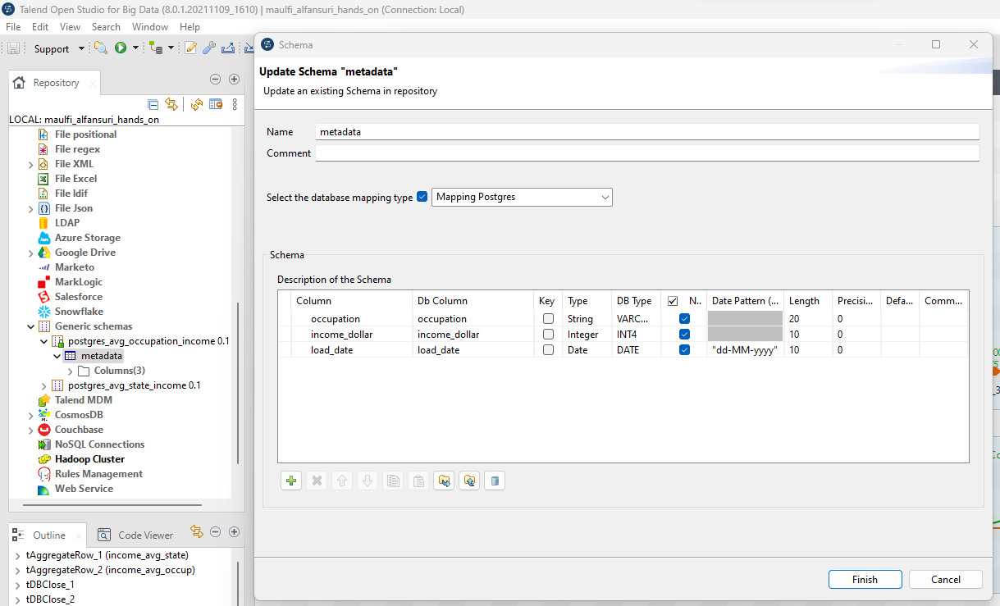 Talend Open Studio for Big Data (8.0.1.20211109_1610) | maulfi_alfansuri_hands_on (Connection: Local)
File Edit View Search Window Help
Support
Repository
LOCAL: maulfi_alfansuri_hands_on
File positional
File regex
File XML
File Excel
File ldif
File Json
LDAP
Azure Storage
Google Drive
Marketo
MarkLogic
Salesforce
Snowflake
Generic schemas
postgres_avg_occupation_income 0.1
metadata
Columns(3)
postgres_avg_state_income 0.1
Talend MDM
CosmosDB
Couchbase
NoSQL Connections
Hadoop Cluster
Rules Management
Web Service
Outline Code Viewer
tAggregateRow_1 (income_avg_state)
tAggregateRow_2 (income_avg_occup)
tDBClose_1
tDBClose_2
Schema
Update Schema "metadata"
Update an existing Schema in repository
Name metadata
Comment
Select the database mapping type Mapping Postgres
Schema
Description of the Schema
Column Db Column Key Type DB Type N.. Date Pattern (... Length Precisi... Defa... Comm...
occupation occupation String VARC... 20 0
income_dollar income_dollar Integer INT4 10 0
load_date load_date Date DATE "dd-MM-yyyy" 10 0
Finish Cancel